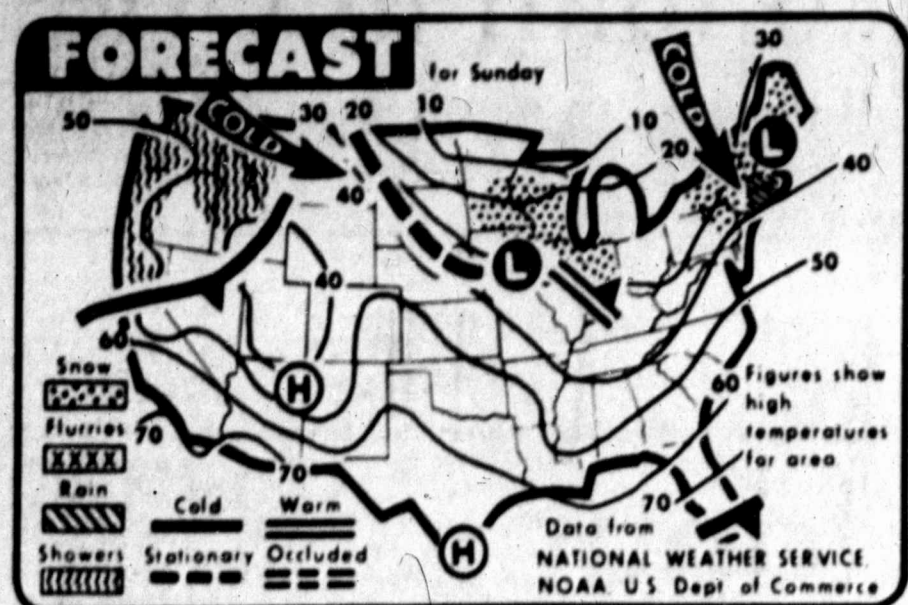 FORECAST
for Sunday
30
50
COLD
30 20
10
COLD
10
L
20
40
40
L
50
40
60
H
60
Figures show
high
temperatures
for area
Snow
Flurries
70
XXXX
Rain
70
70
Cold
Warm
H
Data from
Showers
Stationary
Occluded
NATIONAL WEATHER SERVICE,
NOAA, U.S. Dept. of Commerce